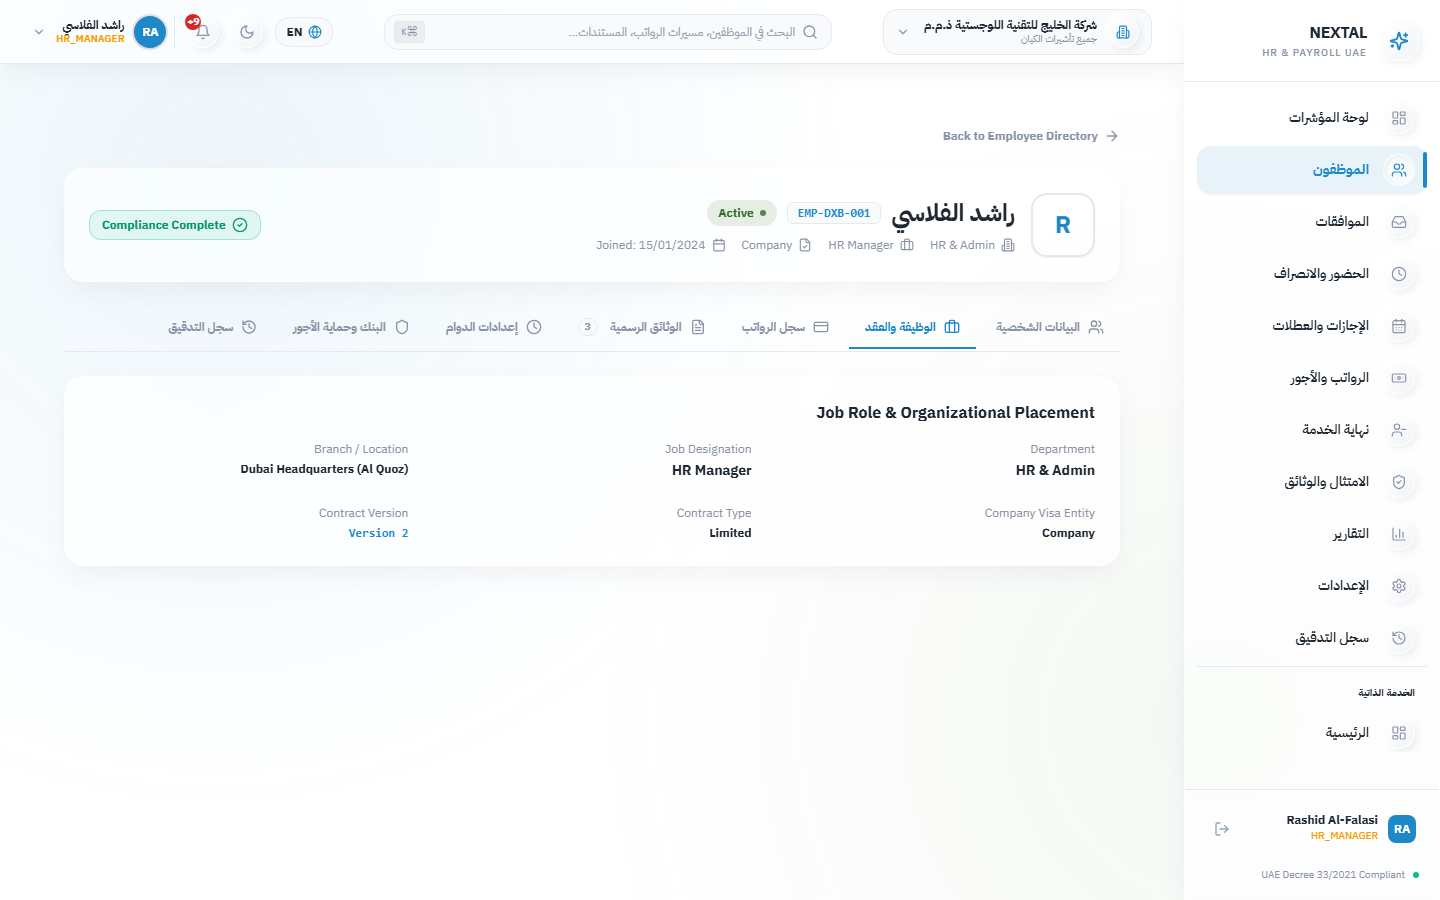 NEXTAL
HR & PAYROLL UAE
لوحة المؤشرات
الموظفون
الموافقات
الحضور والانصراف
الإجازات والعطلات
الرواتب والأجور
نهاية الخدمة
الامتثال والوثائق
التقارير
الإعدادات
سجل التدقيق
الخدمة الذاتية
الرئيسية
RA
Rashid Al-Falasi
HR_MANAGER
UAE Decree 33/2021 Compliant
شركة الخليج للتقنية اللوجستية ذ.م.م
جميع تأشيرات الكيان
البحث في الموظفين، مسيرات الرواتب، المستندات...
⌘K
EN
+9
RA
راشد الفلاسي
HR_MANAGER
Back to Employee Directory
R
راشد الفلاسي
EMP-DXB-001
Active
HR & Admin
HR Manager
Company
Joined: 15/01/2024
Compliance Complete
البيانات الشخصية
الوظيفة والعقد
سجل الرواتب
الوثائق الرسمية
3
إعدادات الدوام
البنك وحماية الأجور
سجل التدقيق
Job Role & Organizational Placement
Department
HR & Admin
Job Designation
HR Manager
Branch / Location
Dubai Headquarters (Al Quoz)
Company Visa Entity
Company
Contract Type
Limited
Contract Version
Version 2